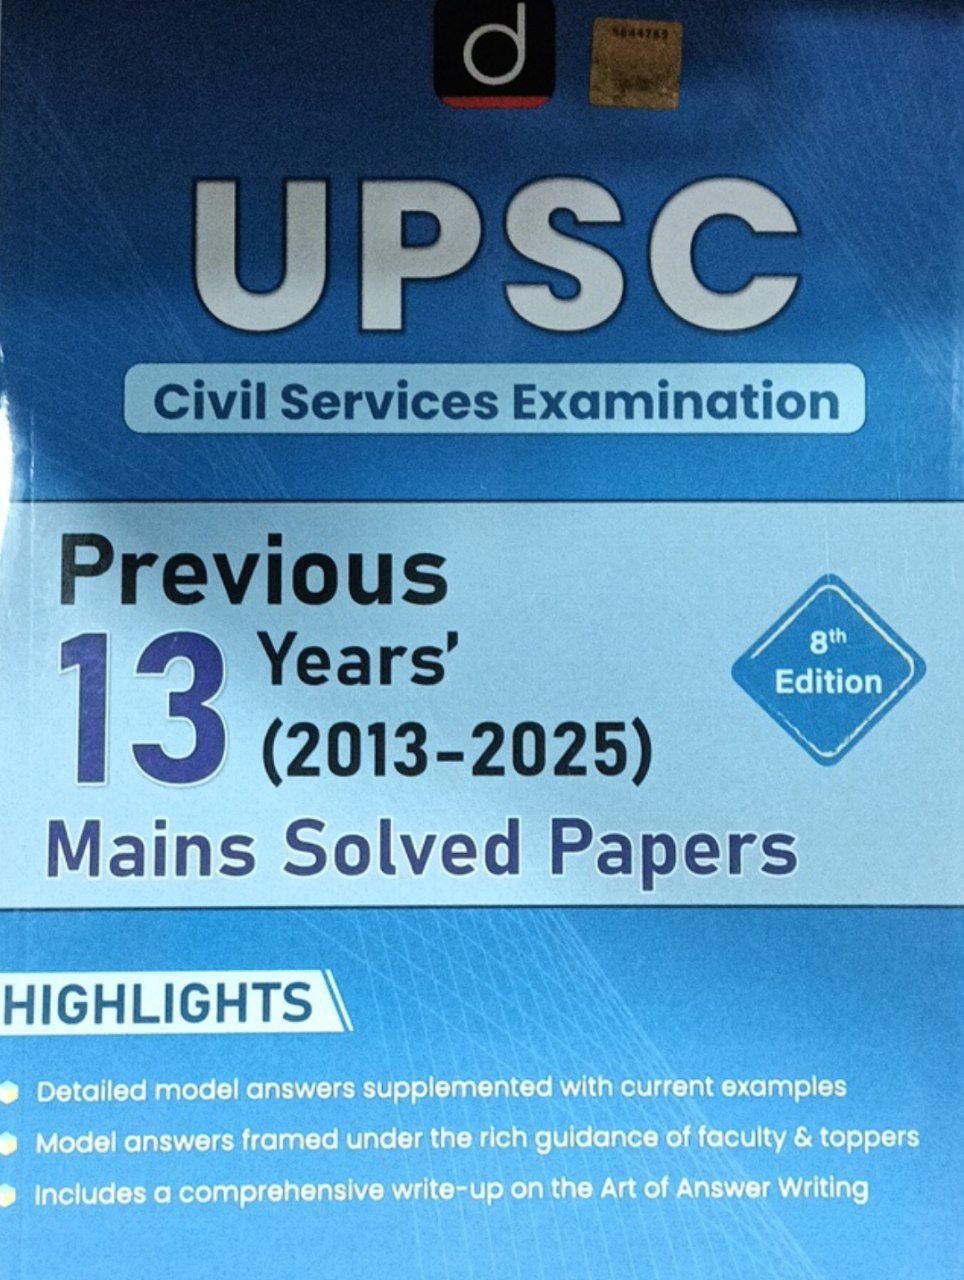 d
UPSC
Civil Services Examination
Previous
13 Years'
(2013-2025)
8th
Edition
Mains Solved Papers
HIGHLIGHTS
Detailed model answers supplemented with current examples
Model answers framed under the rich guidance of faculty & toppers
Includes a comprehensive write-up on the Art of Answer Writing